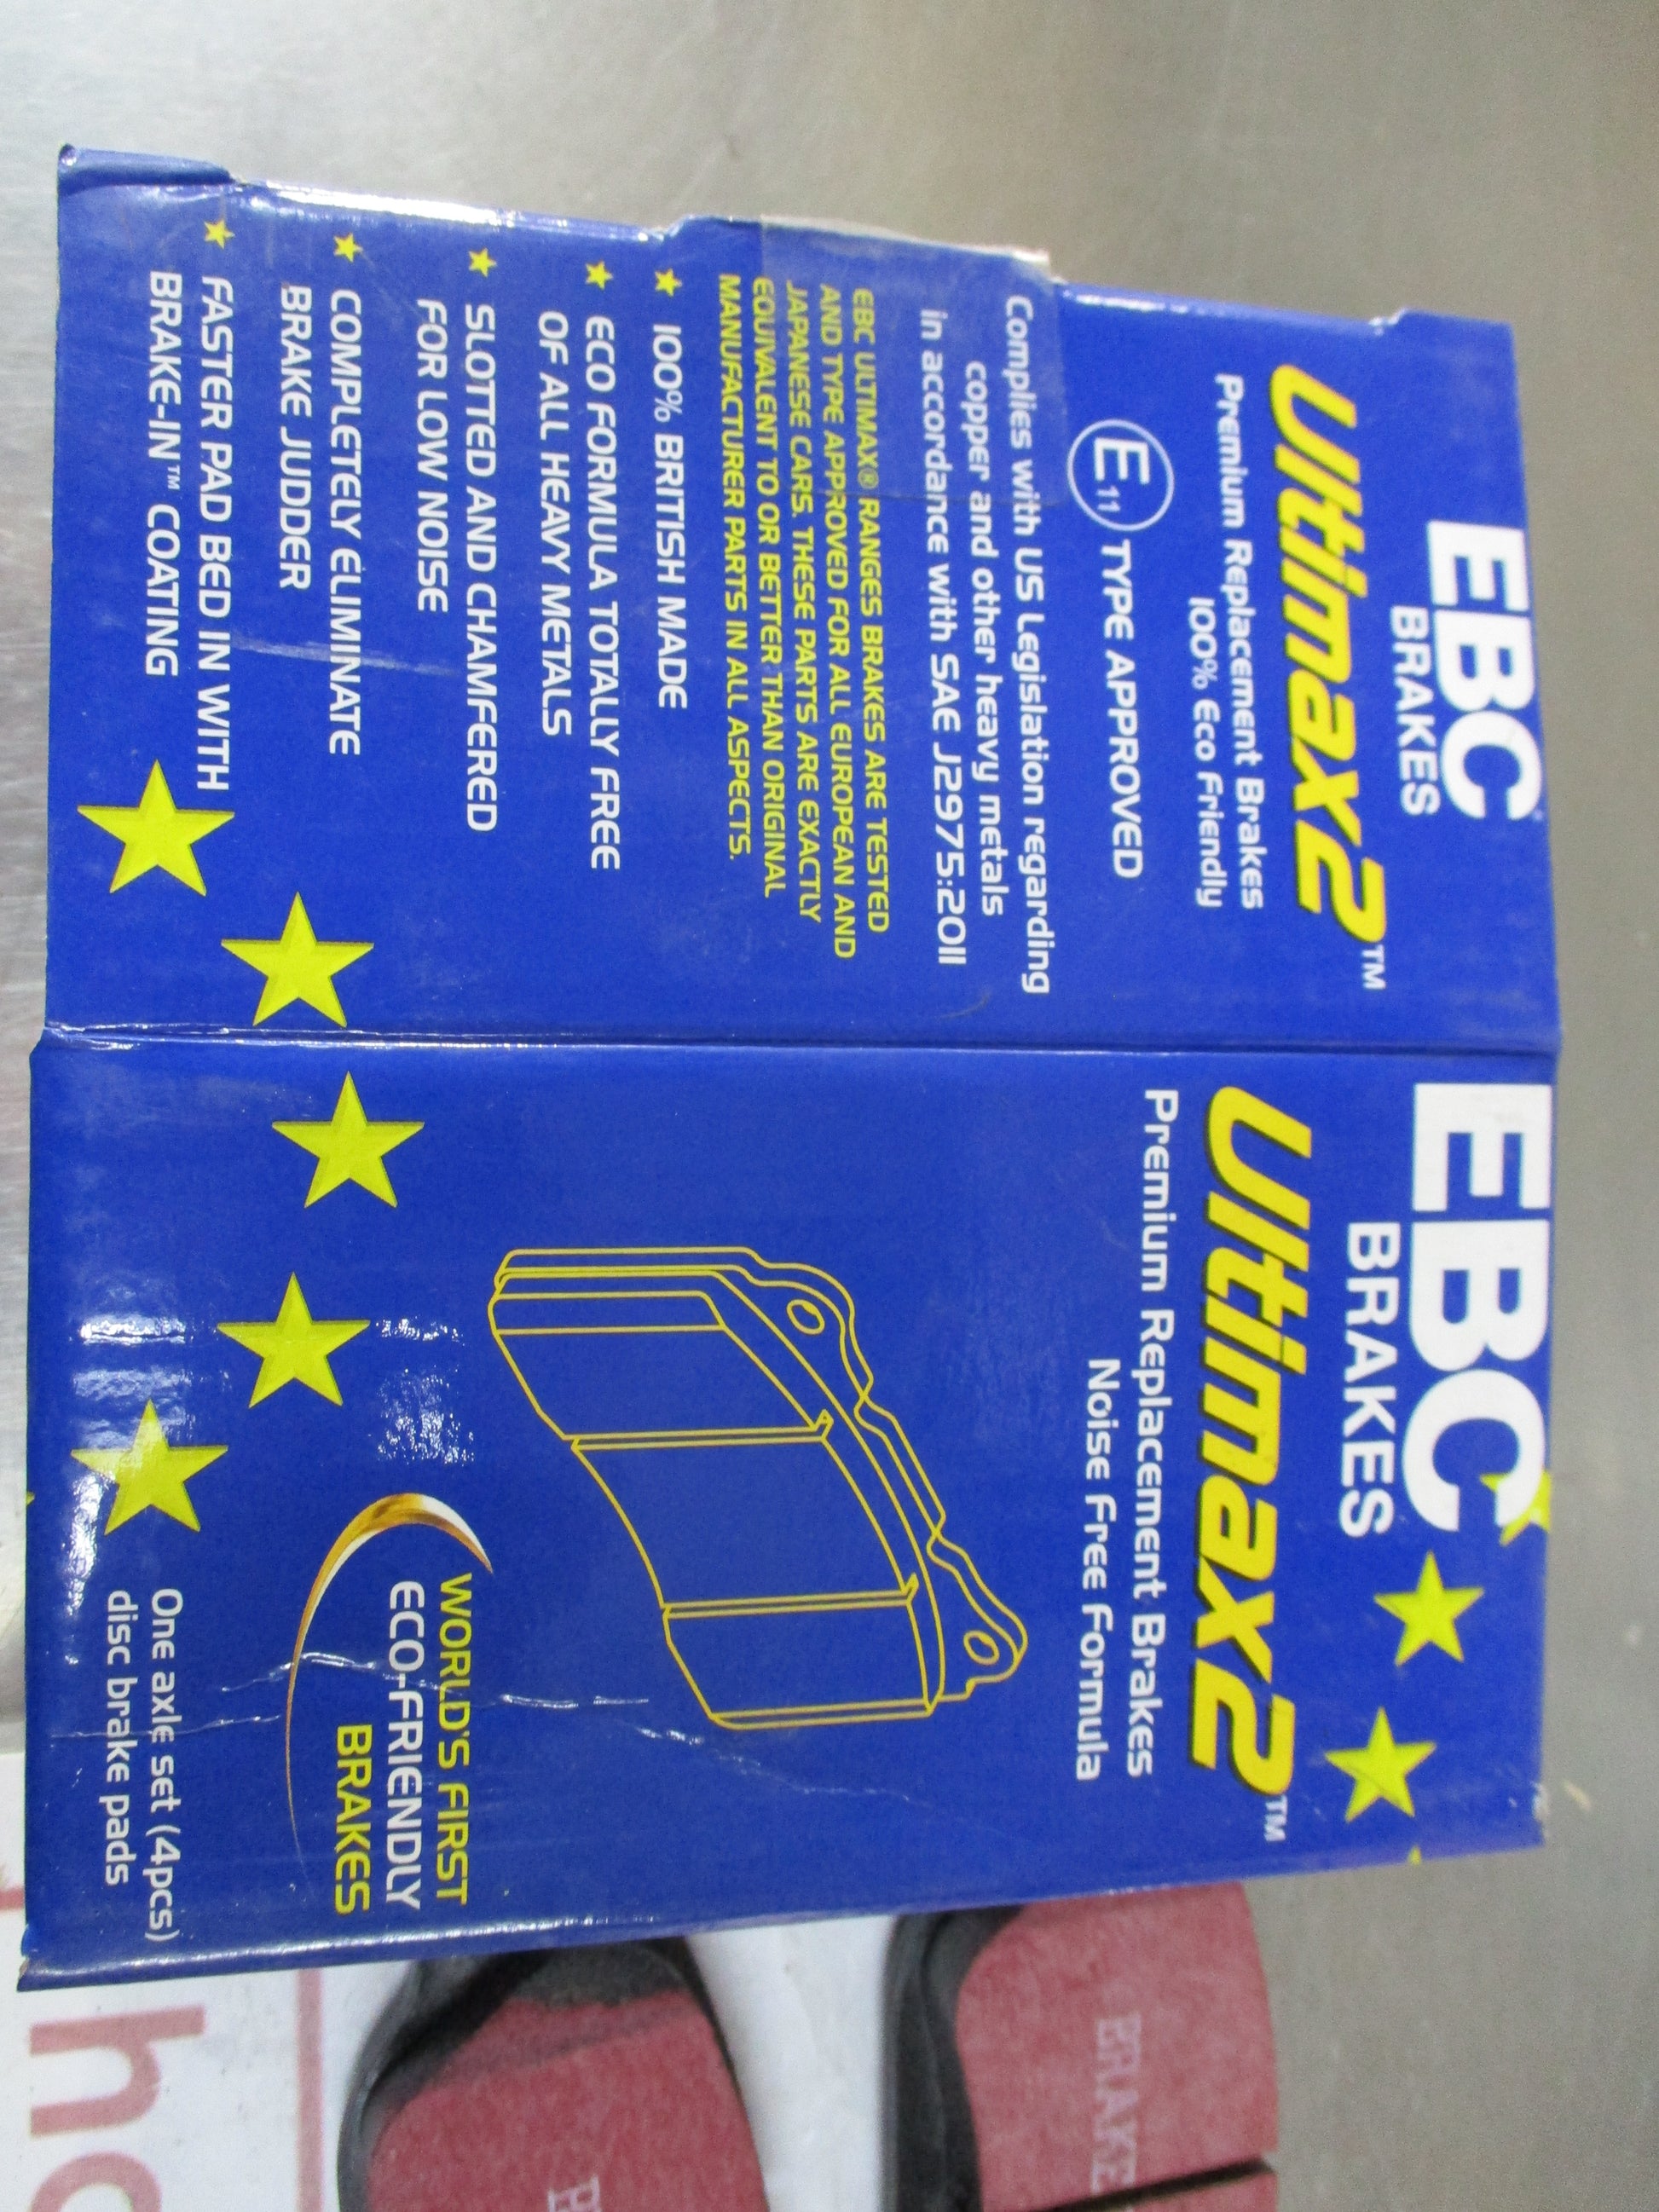 EBC
BRAKES
Ultimax2™
Premium Replacement Brakes
100% Eco Friendly
E11 TYPE APPROVED
Complies with US Legislation regarding
copper and other heavy metals
in accordance with SAE J2975:2011
EBC ULTIMAX® RANGES BRAKES ARE TESTED
AND TYPE APPROVED FOR ALL EUROPEAN AND
JAPANESE CARS. THESE PARTS ARE EXACTLY
EQUIVALENT TO OR BETTER THAN ORIGINAL
MANUFACTURER PARTS IN ALL ASPECTS.
★ 100% BRITISH MADE
★ ECO FORMULA TOTALLY FREE
OF ALL HEAVY METALS
★ SLOTTED AND CHAMFERED
FOR LOW NOISE
★ COMPLETELY ELIMINATE
BRAKE JUDDER
★ FASTER PAD BED IN WITH
BRAKE-IN™ COATING
EBC
BRAKES
Ultimax2™
Premium Replacement Brakes
Noise Free Formula
WORLD'S FIRST
ECO-FRIENDLY
BRAKES
One axle set (4pcs)
disc brake pads
BRAKE